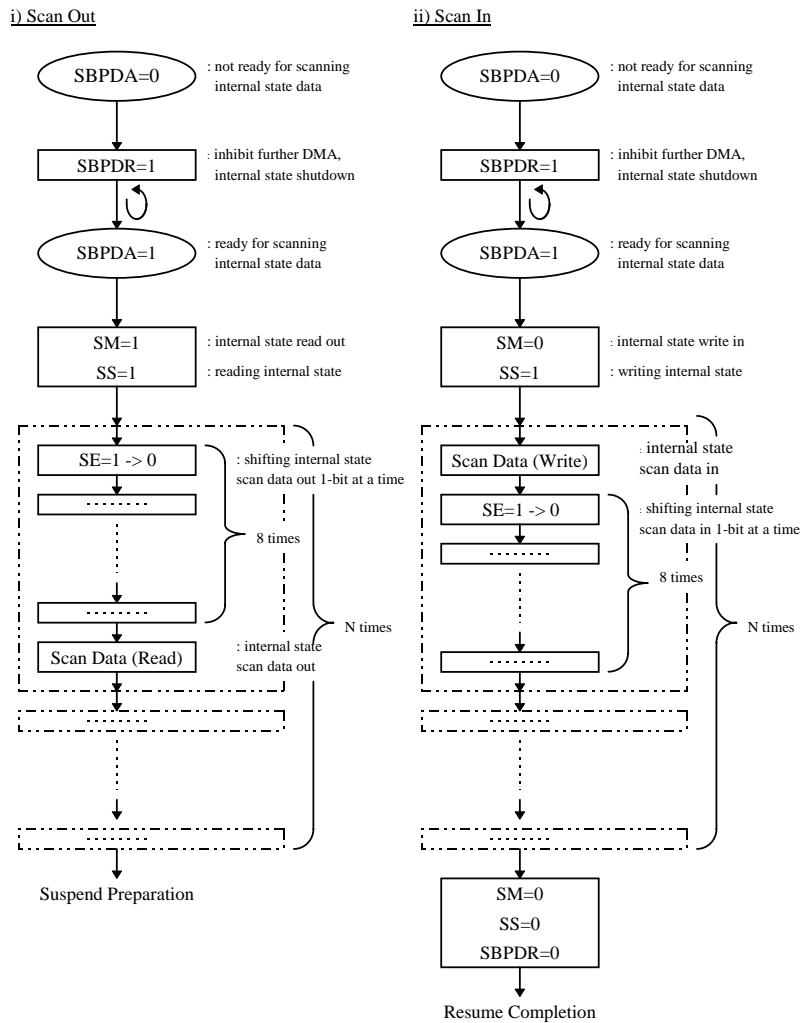 i) Scan Out
SBPDA=0
: not ready for scanning
internal state data
SBPDR=1
: inhibit further DMA,
internal state shutdown
SBPDA=1
: ready for scanning
internal state data
SM=1
: internal state read out
SS=1
: reading internal state
SE=1 -> 0
: shifting internal state
scan data out 1-bit at a time
8 times
N times
Scan Data (Read)
: internal state
scan data out
Suspend Preparation
ii) Scan In
SBPDA=0
: not ready for scanning
internal state data
SBPDR=1
: inhibit further DMA,
internal state shutdown
SBPDA=1
: ready for scanning
internal state data
SM=0
: internal state write in
SS=1
: writing internal state
Scan Data (Write)
: internal state
scan data in
SE=1 -> 0
: shifting internal state
scan data in 1-bit at a time
8 times
N times
SM=0
SS=0
SBPDR=0
Resume Completion